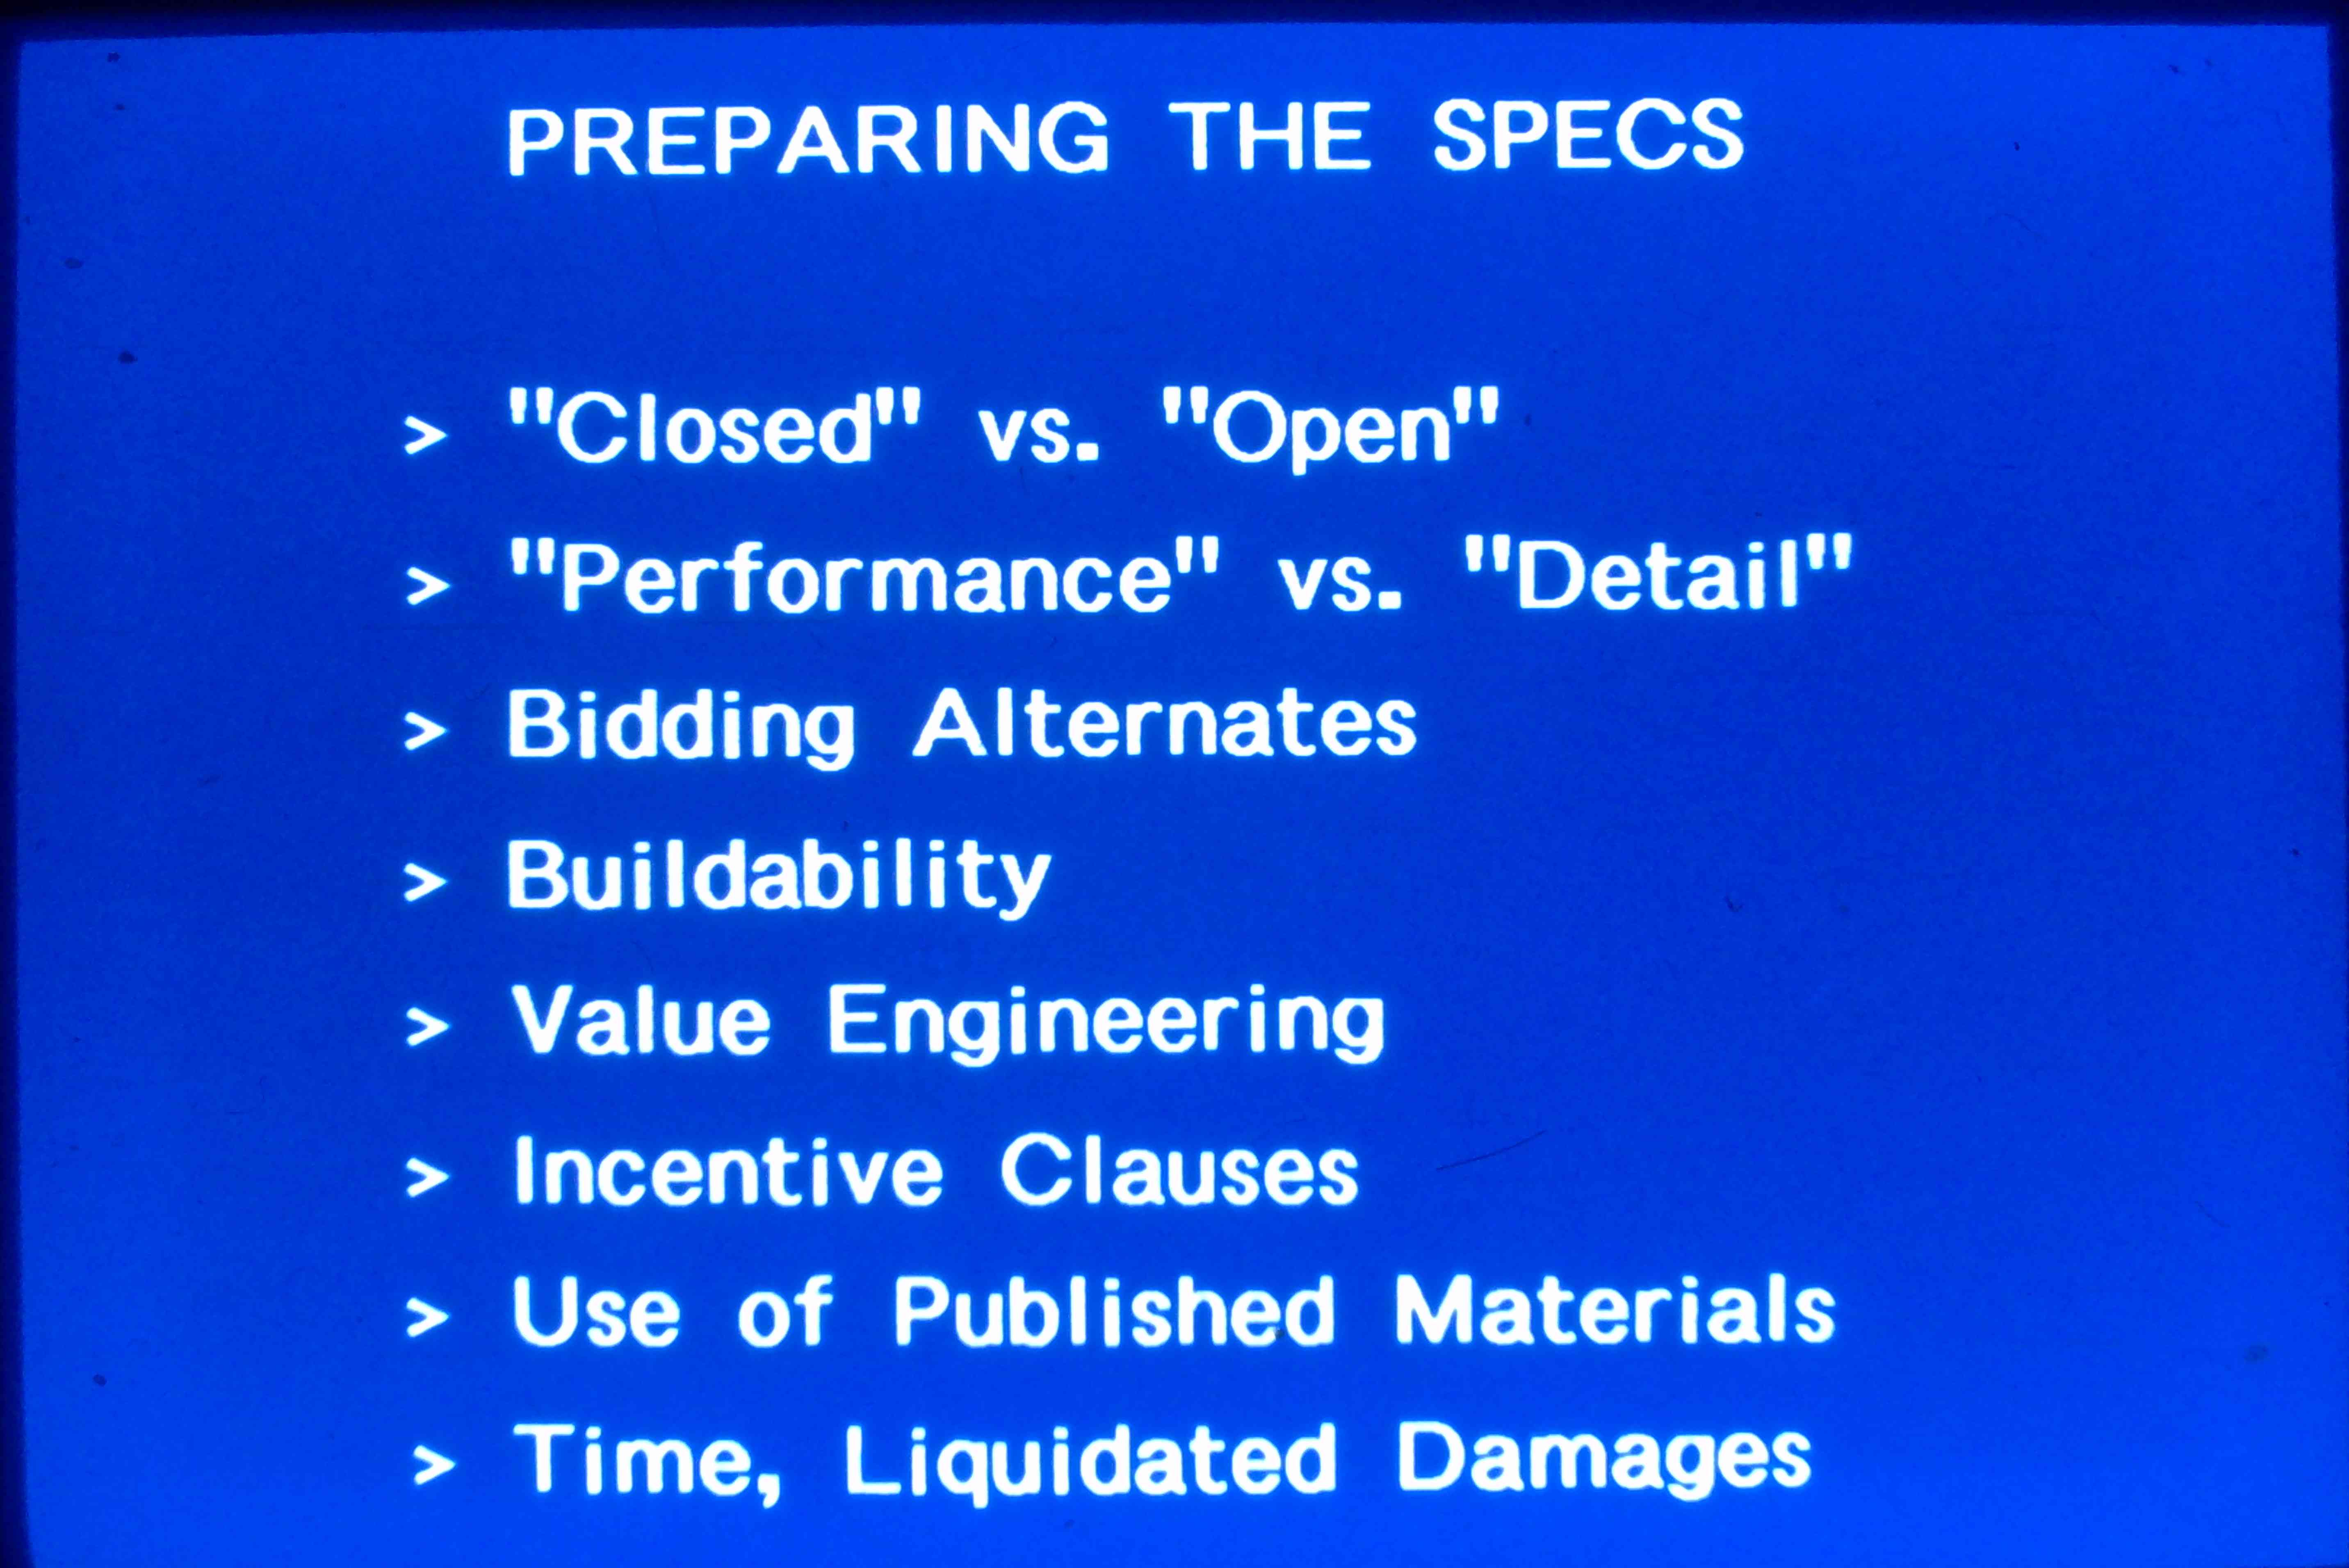 PREPARING THE SPECS
> "Closed" vs. "Open"
> "Performance" vs. "Detail"
> Bidding Alternates
> Buildability
> Value Engineering
> Incentive Clauses
> Use of Published Materials
> Time, Liquidated Damages